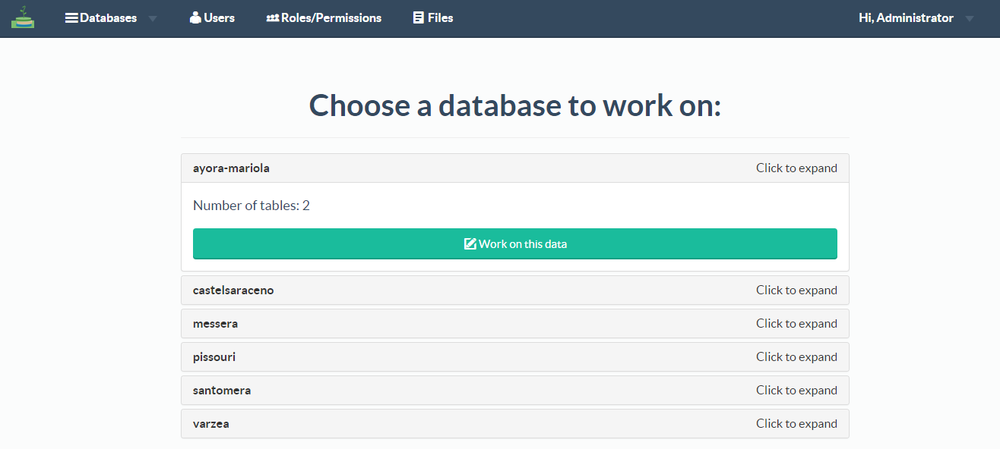 Databases Users Roles/Permissions Files Hi, Administrator
Choose a database to work on:
ayora-mariola Click to expand
Number of tables: 2
Work on this data
castelsaraceno Click to expand
messera Click to expand
pissouri Click to expand
santomera Click to expand
varzea Click to expand